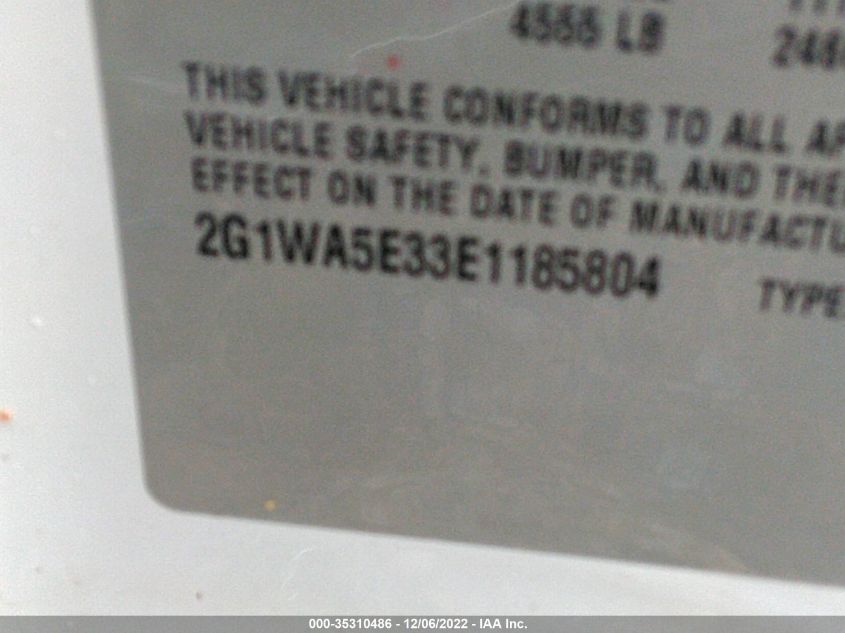 4555 LB
THIS VEHICLE CONFORMS TO ALL
VEHICLE SAFETY, BUMPER, AND
EFFECT ON THE DATE OF
2G1WA5E33E1185804
TYPE
000-35310486 - 12/06/2022 - IAA Inc.